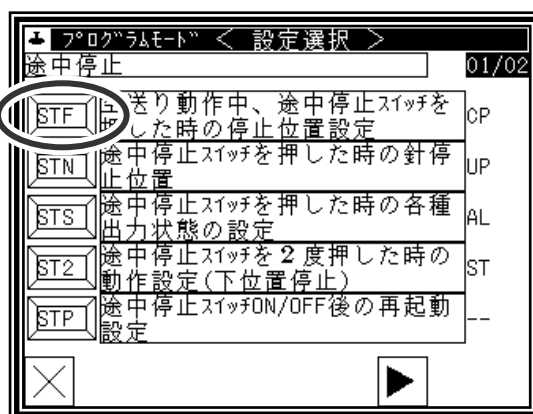 プログラムモード < 設定選択 >
途中停止 01/02
STF 送り動作中、途中停止スイッチを
した時の停止位置設定 CP
STN 途中停止スイッチを押した時の針停
止位置 UP
STS 途中停止スイッチを押した時の各種
出力状態の設定 AL
ST2 途中停止スイッチを2度押した時の
動作設定(下位置停止) ST
STP 途中停止スイッチON/OFF後の再起動
設定 --